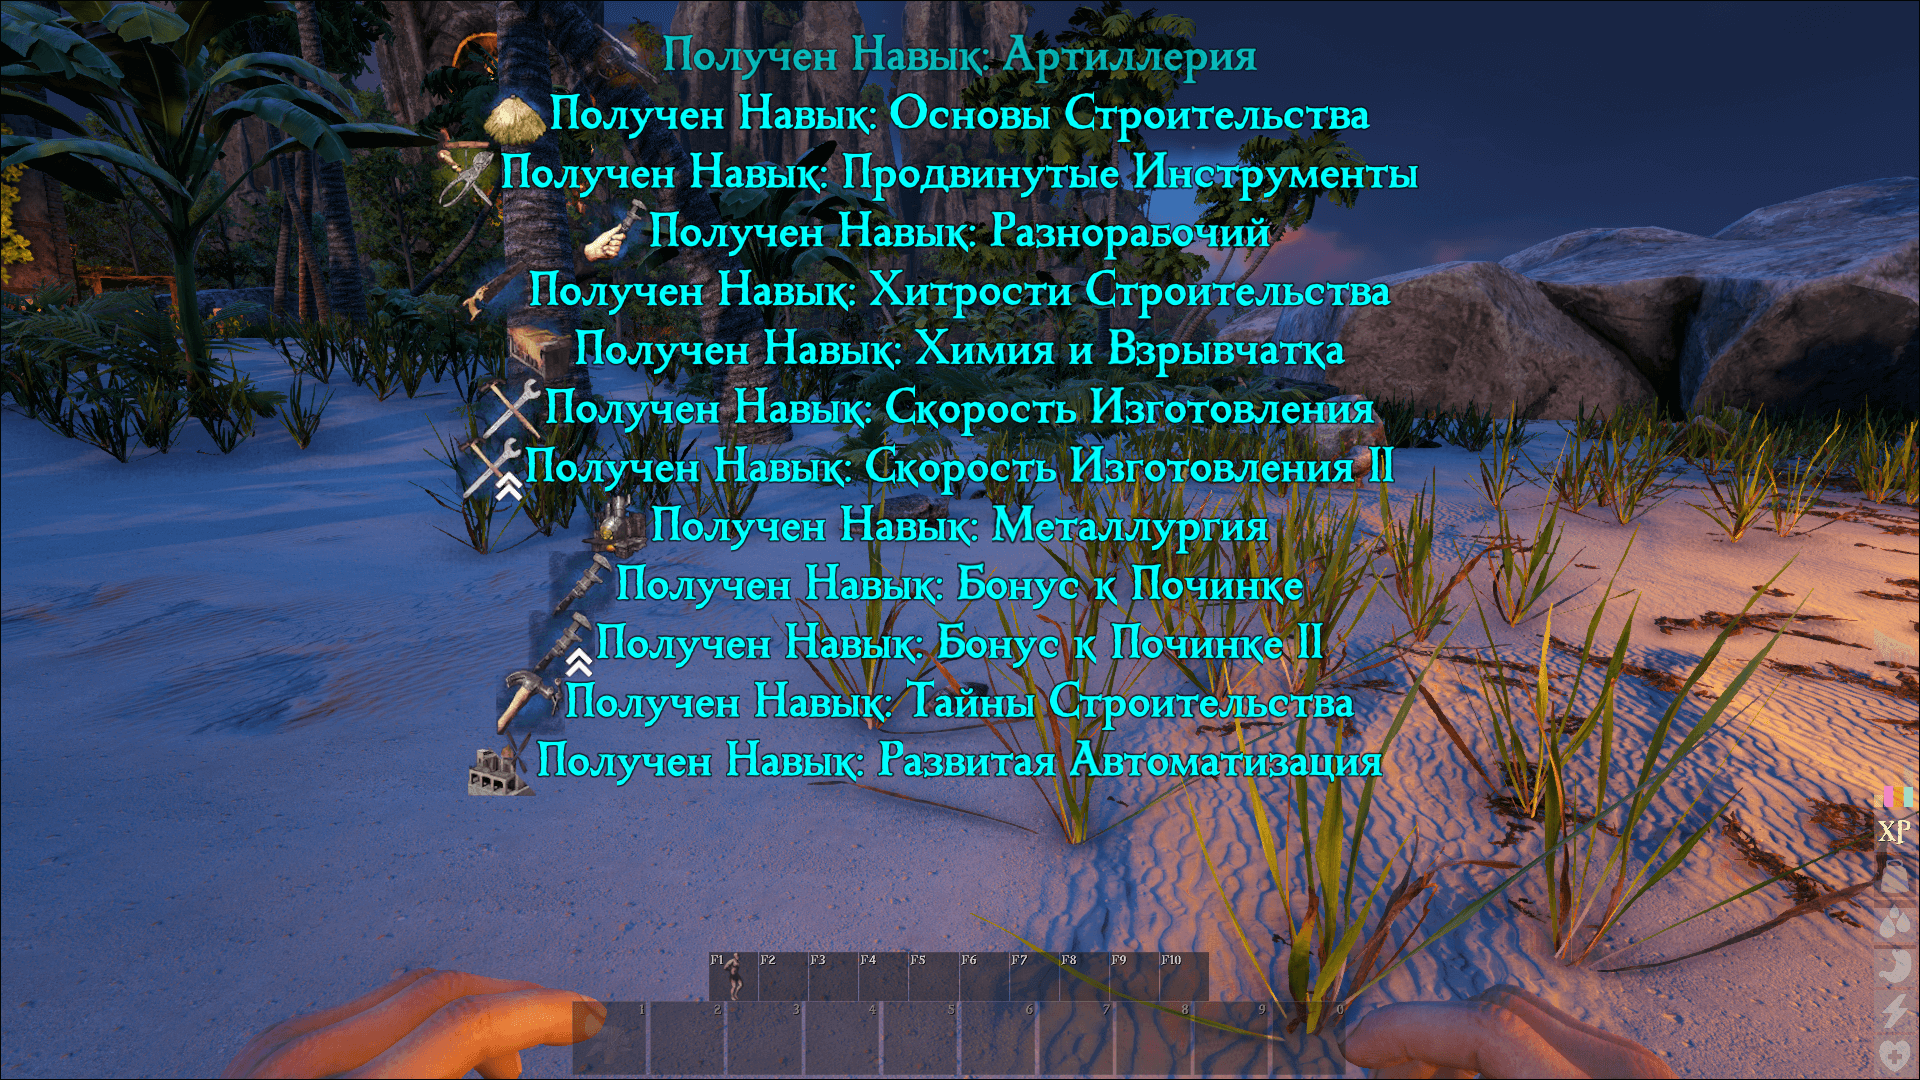 Получен Навык: Артиллерия
Получен Навык: Основы Строительства
Получен Навык: Продвинутые Инструменты
Получен Навык: Разнорабочий
Получен Навык: Хитрости Строительства
Получен Навык: Химия и Взрывчатка
Получен Навык: Скорость Изготовления
Получен Навык: Скорость Изготовления II
Получен Навык: Металлургия
Получен Навык: Бонус к Починке
Получен Навык: Бонус к Починке II
Получен Навык: Тайны Строительства
Получен Навык: Развитая Автоматизация
XP
F1 F2 F3 F4 F5 F6 F7 F8 F9 F10
1 2 3 4 5 6 7 8 9 0